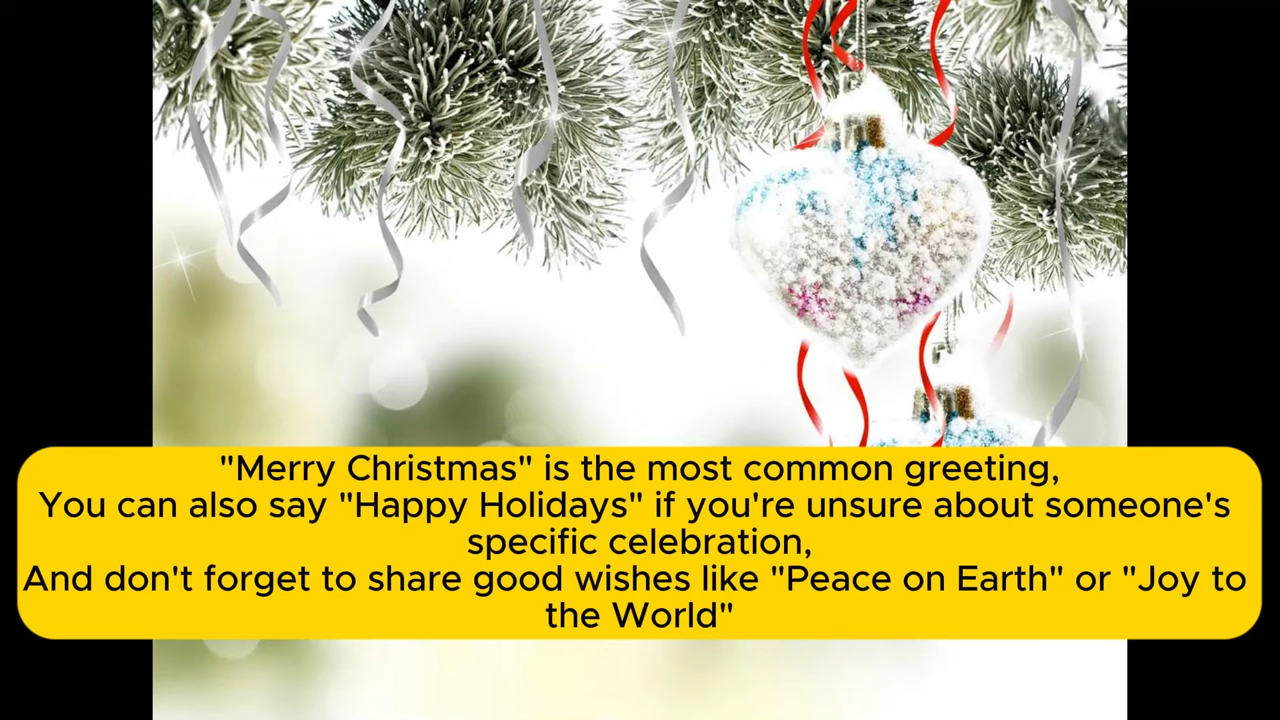 "Merry Christmas" is the most common greeting,
You can also say "Happy Holidays" if you're unsure about someone's
specific celebration,
And don't forget to share good wishes like "Peace on Earth" or "Joy to
the World"